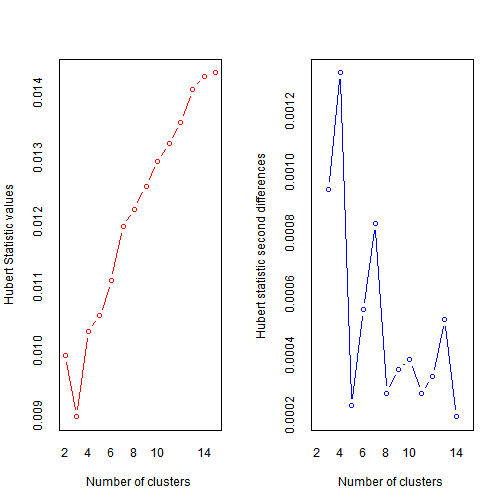 Hubert Statistic values
0.014
0.013
0.012
0.011
0.010
0.009
2 4 6 8 10 14
Number of clusters
Hubert statistic second differences
0.0012
0.0010
0.0008
0.0006
0.0004
0.0002
2 4 6 8 10 14
Number of clusters